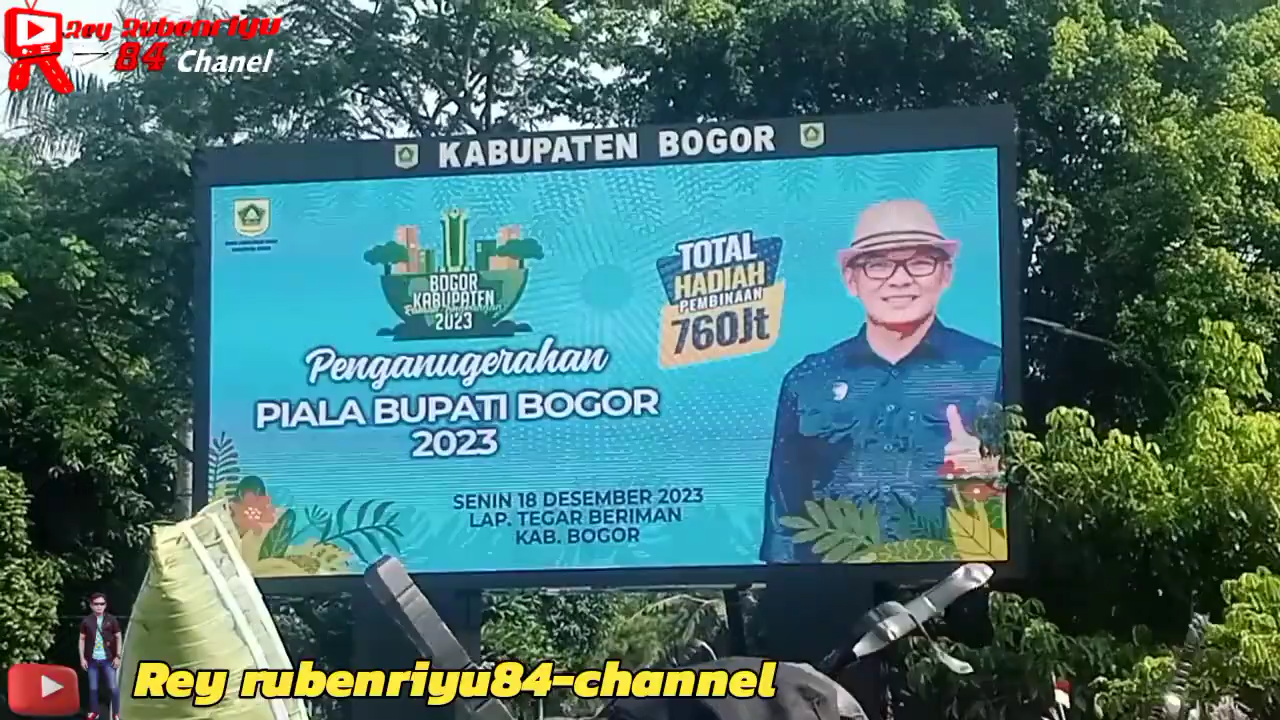 Rey Rubenriyu
84 Chanel
KABUPATEN BOGOR
BOGOR
KABUPATEN
2023
TOTAL
HADIAH
PEMBINAAN
760Jt
Penganugerahan
PIALA BUPATI BOGOR
2023
SENIN 18 DESEMBER 2023
LAP. TEGAR BERIMAN
KAB. BOGOR
Rey rubenriyu84-channel